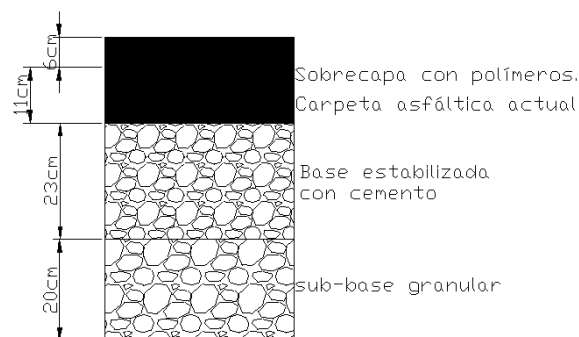 6cm
Sobrecapa con polímeros.
11cm
Carpeta asfáltica actual
23cm
Base estabilizada
con cemento
20cm
sub-base granular